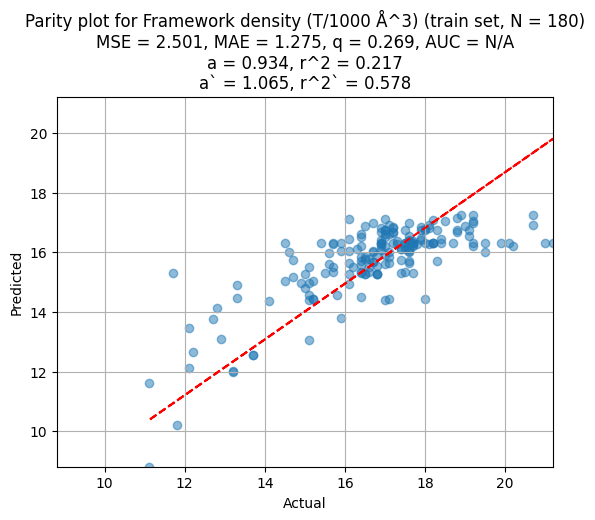 Parity plot for Framework density (T/1000 Å^3) (train set, N = 180)
MSE = 2.501, MAE = 1.275, q = 0.269, AUC = N/A
a = 0.934, r^2 = 0.217
a` = 1.065, r^2` = 0.578
20
18
16
14
12
10
Predicted
10 12 14 16 18 20
Actual